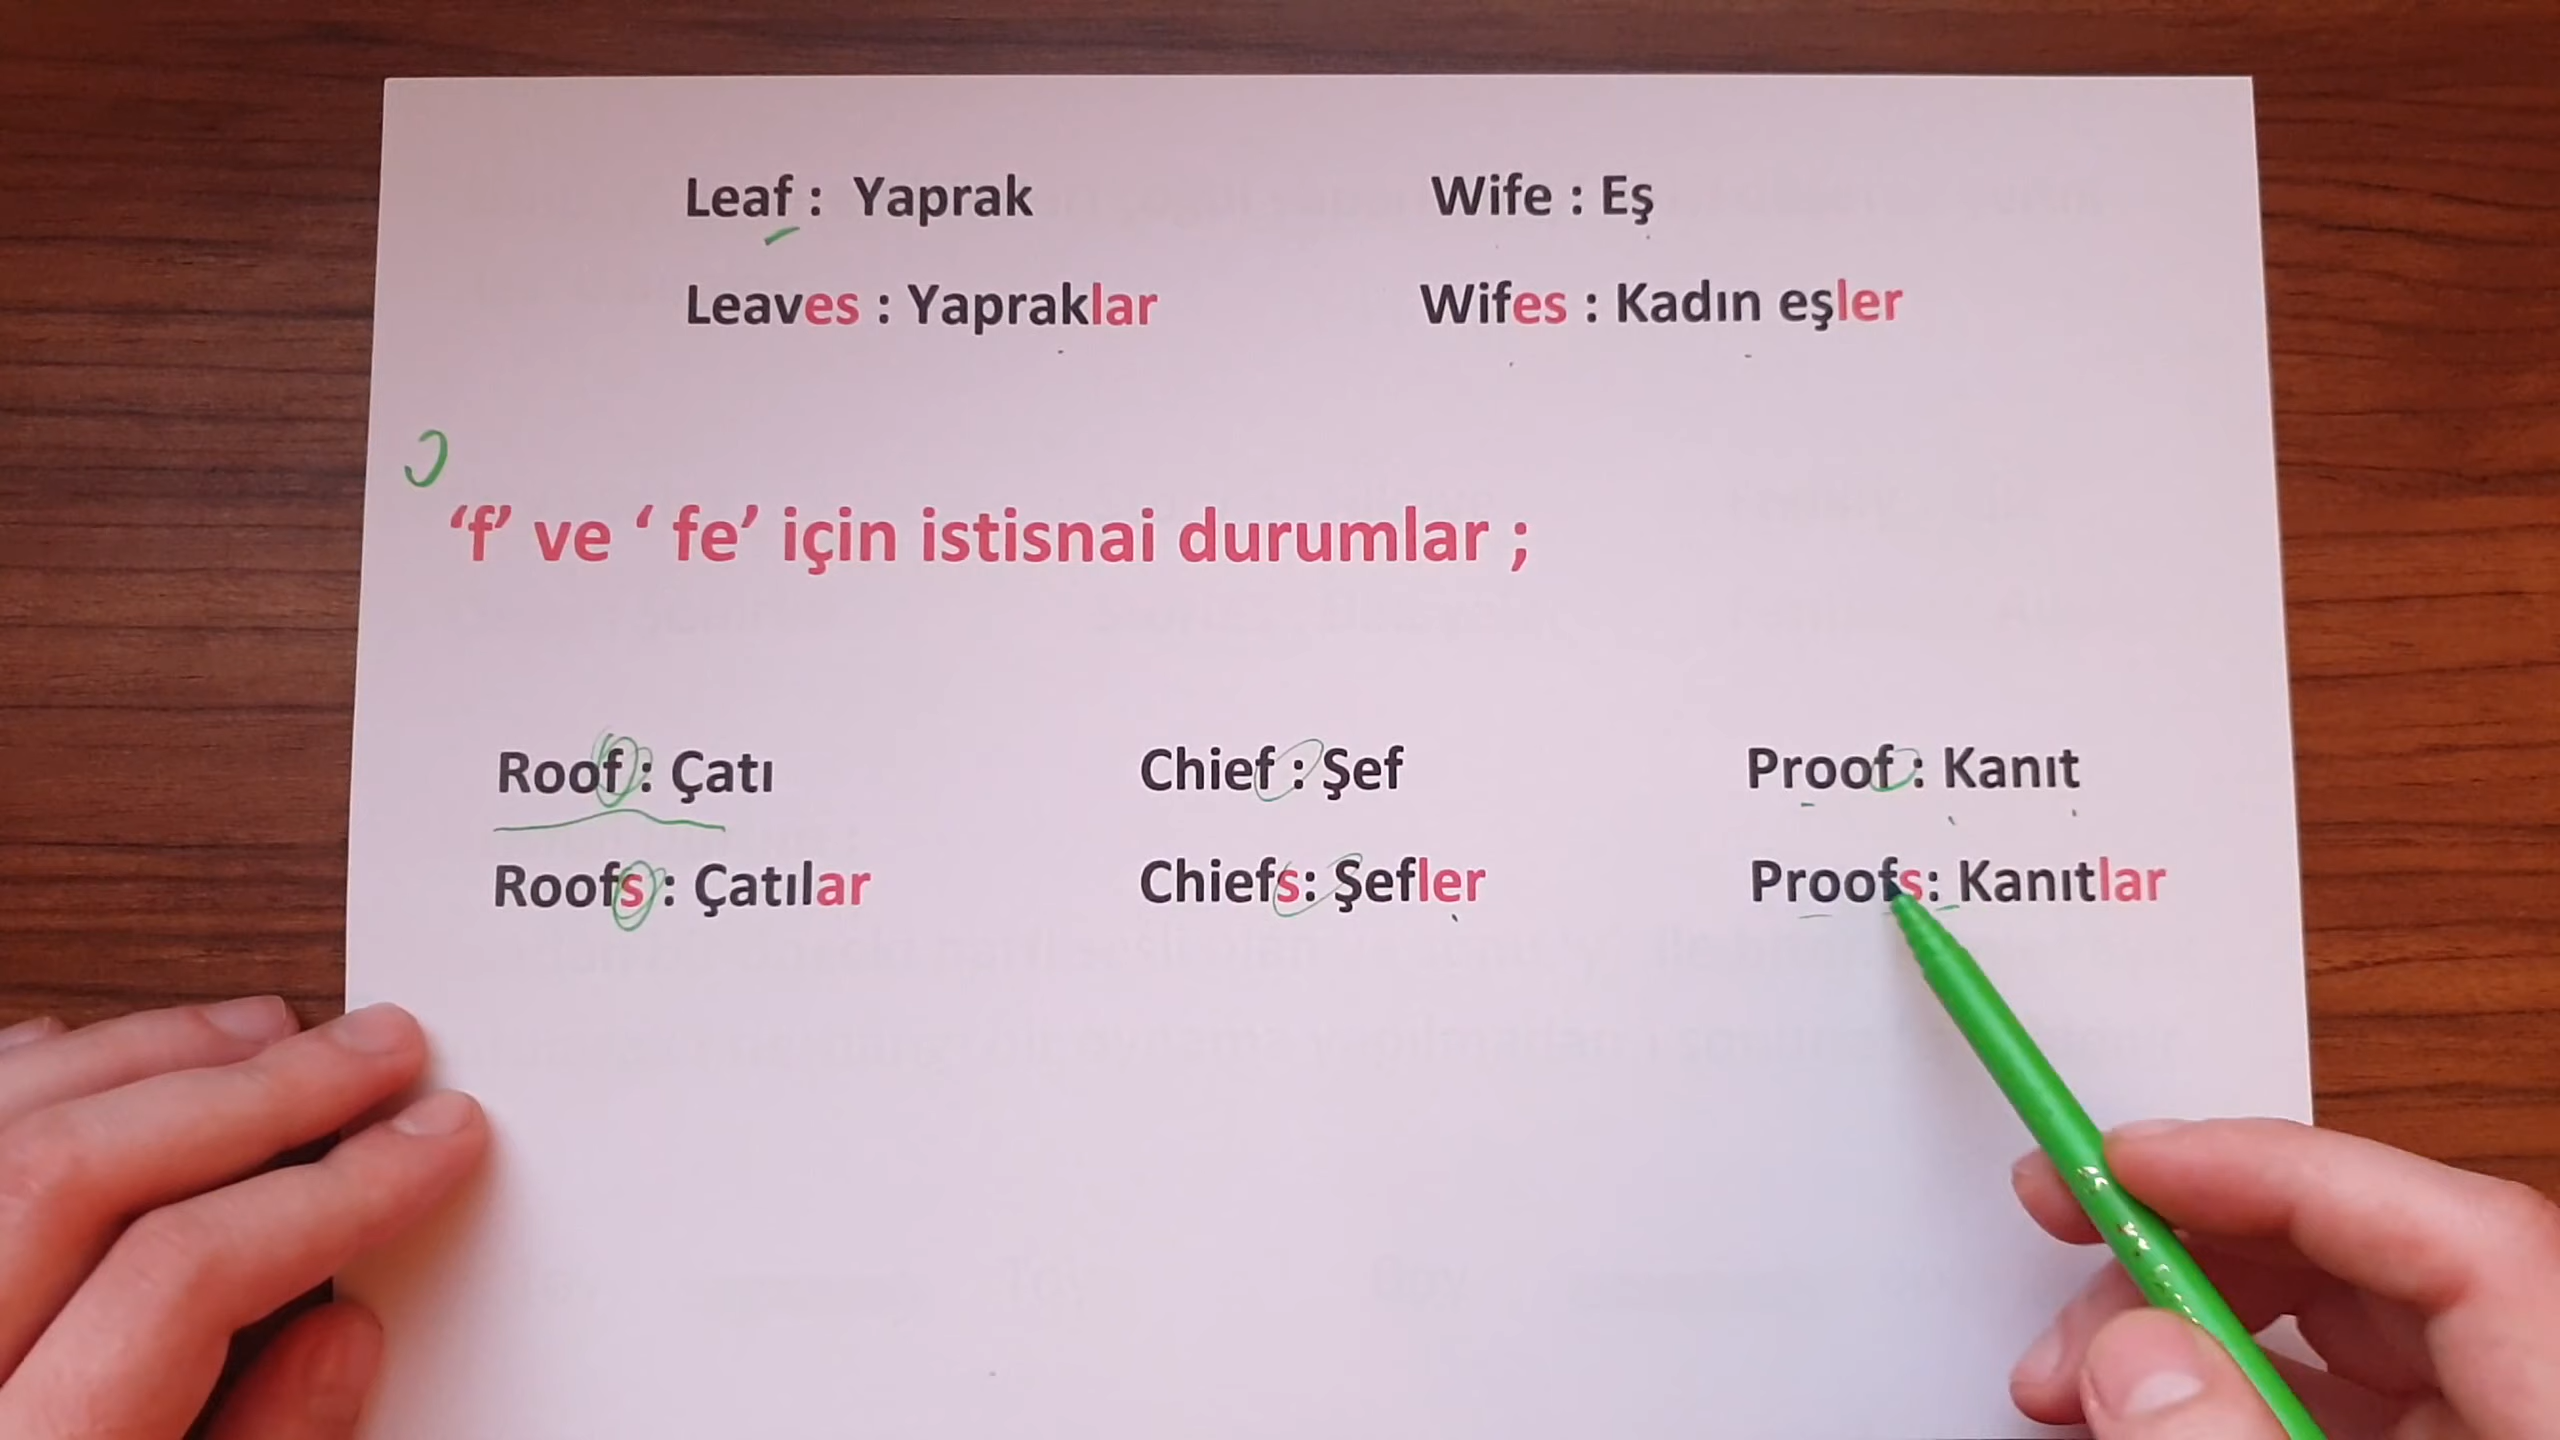 Leaf : Yaprak
Wife : Eş
Leaves : Yapraklar
Wifes : Kadın eşler
‘f’ ve ‘ fe’ için istisnai durumlar ;
Roof : Çatı
Chief : Şef
Proof : Kanıt
Roofs : Çatılar
Chiefs: Şefler
Proofs: Kanıtlar